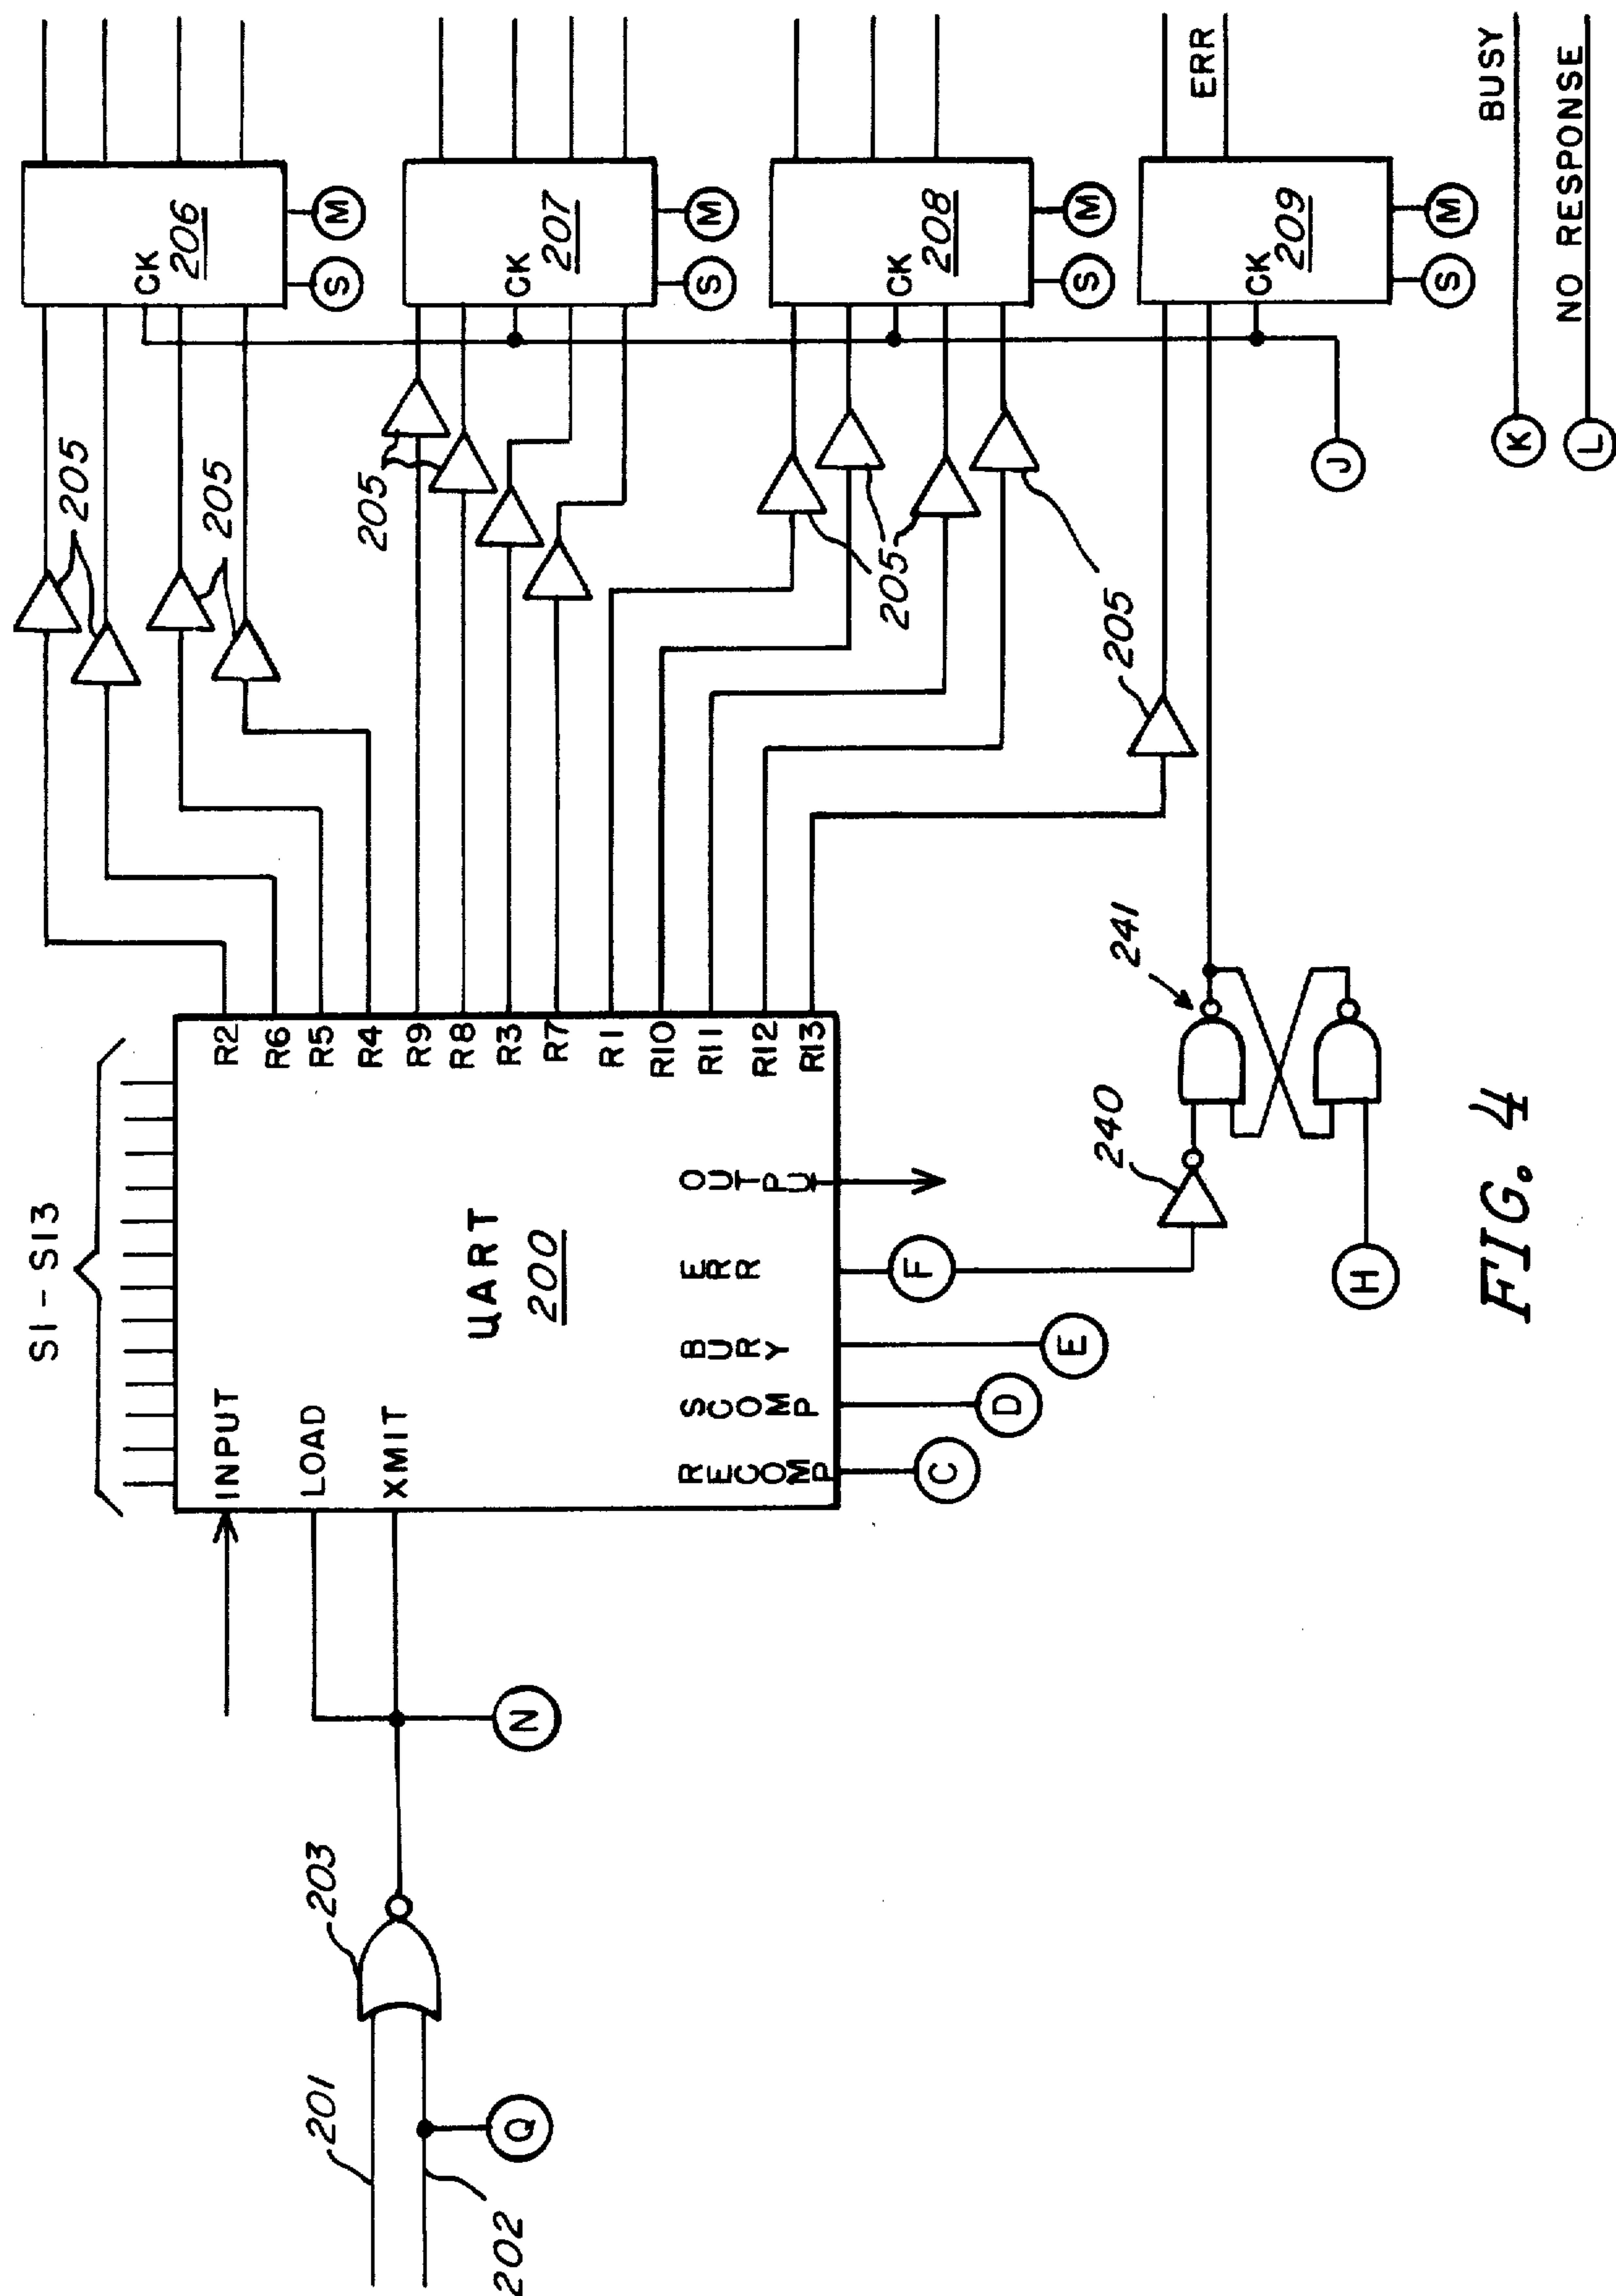 S1 - S13
INPUT
LOAD
XMIT
UART
200
R2
R6
R5
R4
R9
R8
R3
R7
R1
R10
R11
R12
R13
RECOMP
SCOMP
BURY
ERR
OUTPU
C
D
E
F
N
Q
H
J
201
202
203
205
205
205
205
205
205
CK
206
S
M
CK
207
S
M
CK
208
S
M
CK
209
S
M
ERR
240
241
K
BUSY
L
NO RESPONSE
FIG. 4